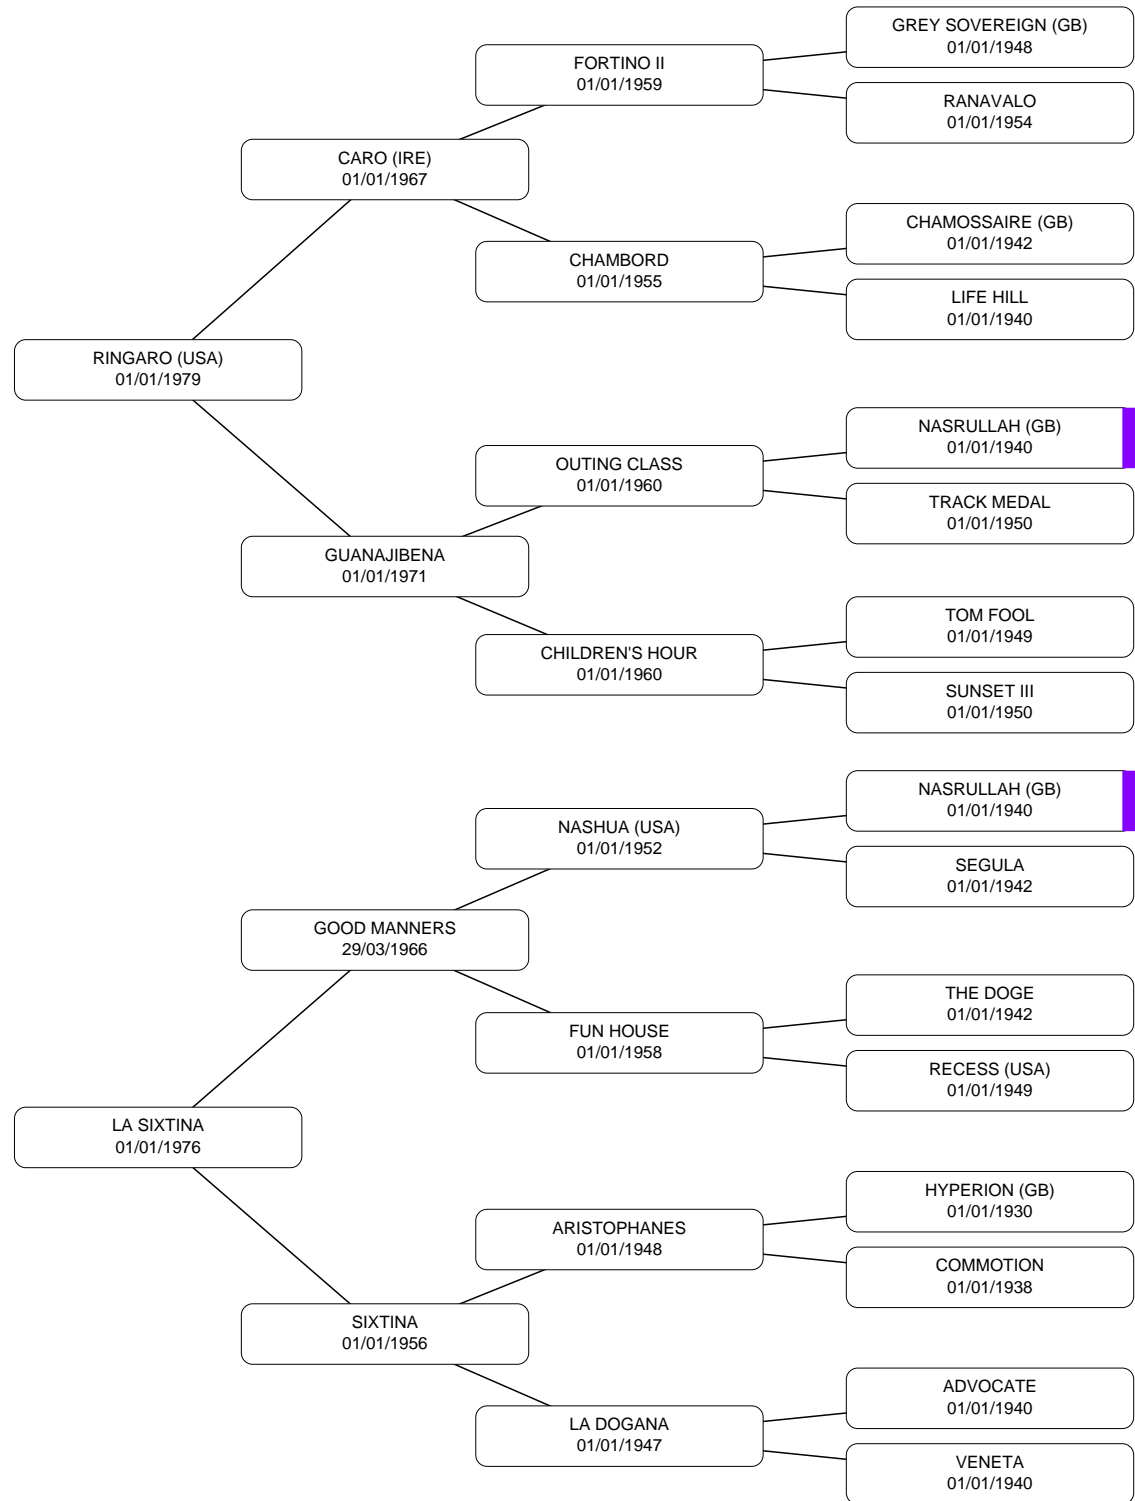 GREY SOVEREIGN (GB)
01/01/1948
FORTINO II
01/01/1959
RANAVALO
01/01/1954
CARO (IRE)
01/01/1967
CHAMOSSAIRE (GB)
01/01/1942
CHAMBORD
01/01/1955
LIFE HILL
01/01/1940
RINGARO (USA)
01/01/1979
NASRULLAH (GB)
01/01/1940
OUTING CLASS
01/01/1960
TRACK MEDAL
01/01/1950
GUANAJIBENA
01/01/1971
TOM FOOL
01/01/1949
CHILDREN'S HOUR
01/01/1960
SUNSET III
01/01/1950
NASRULLAH (GB)
01/01/1940
NASHUA (USA)
01/01/1952
SEGULA
01/01/1942
GOOD MANNERS
29/03/1966
THE DOGE
01/01/1942
FUN HOUSE
01/01/1958
RECESS (USA)
01/01/1949
LA SIXTINA
01/01/1976
HYPERION (GB)
01/01/1930
ARISTOPHANES
01/01/1948
COMMOTION
01/01/1938
SIXTINA
01/01/1956
ADVOCATE
01/01/1940
LA DOGANA
01/01/1947
VENETA
01/01/1940